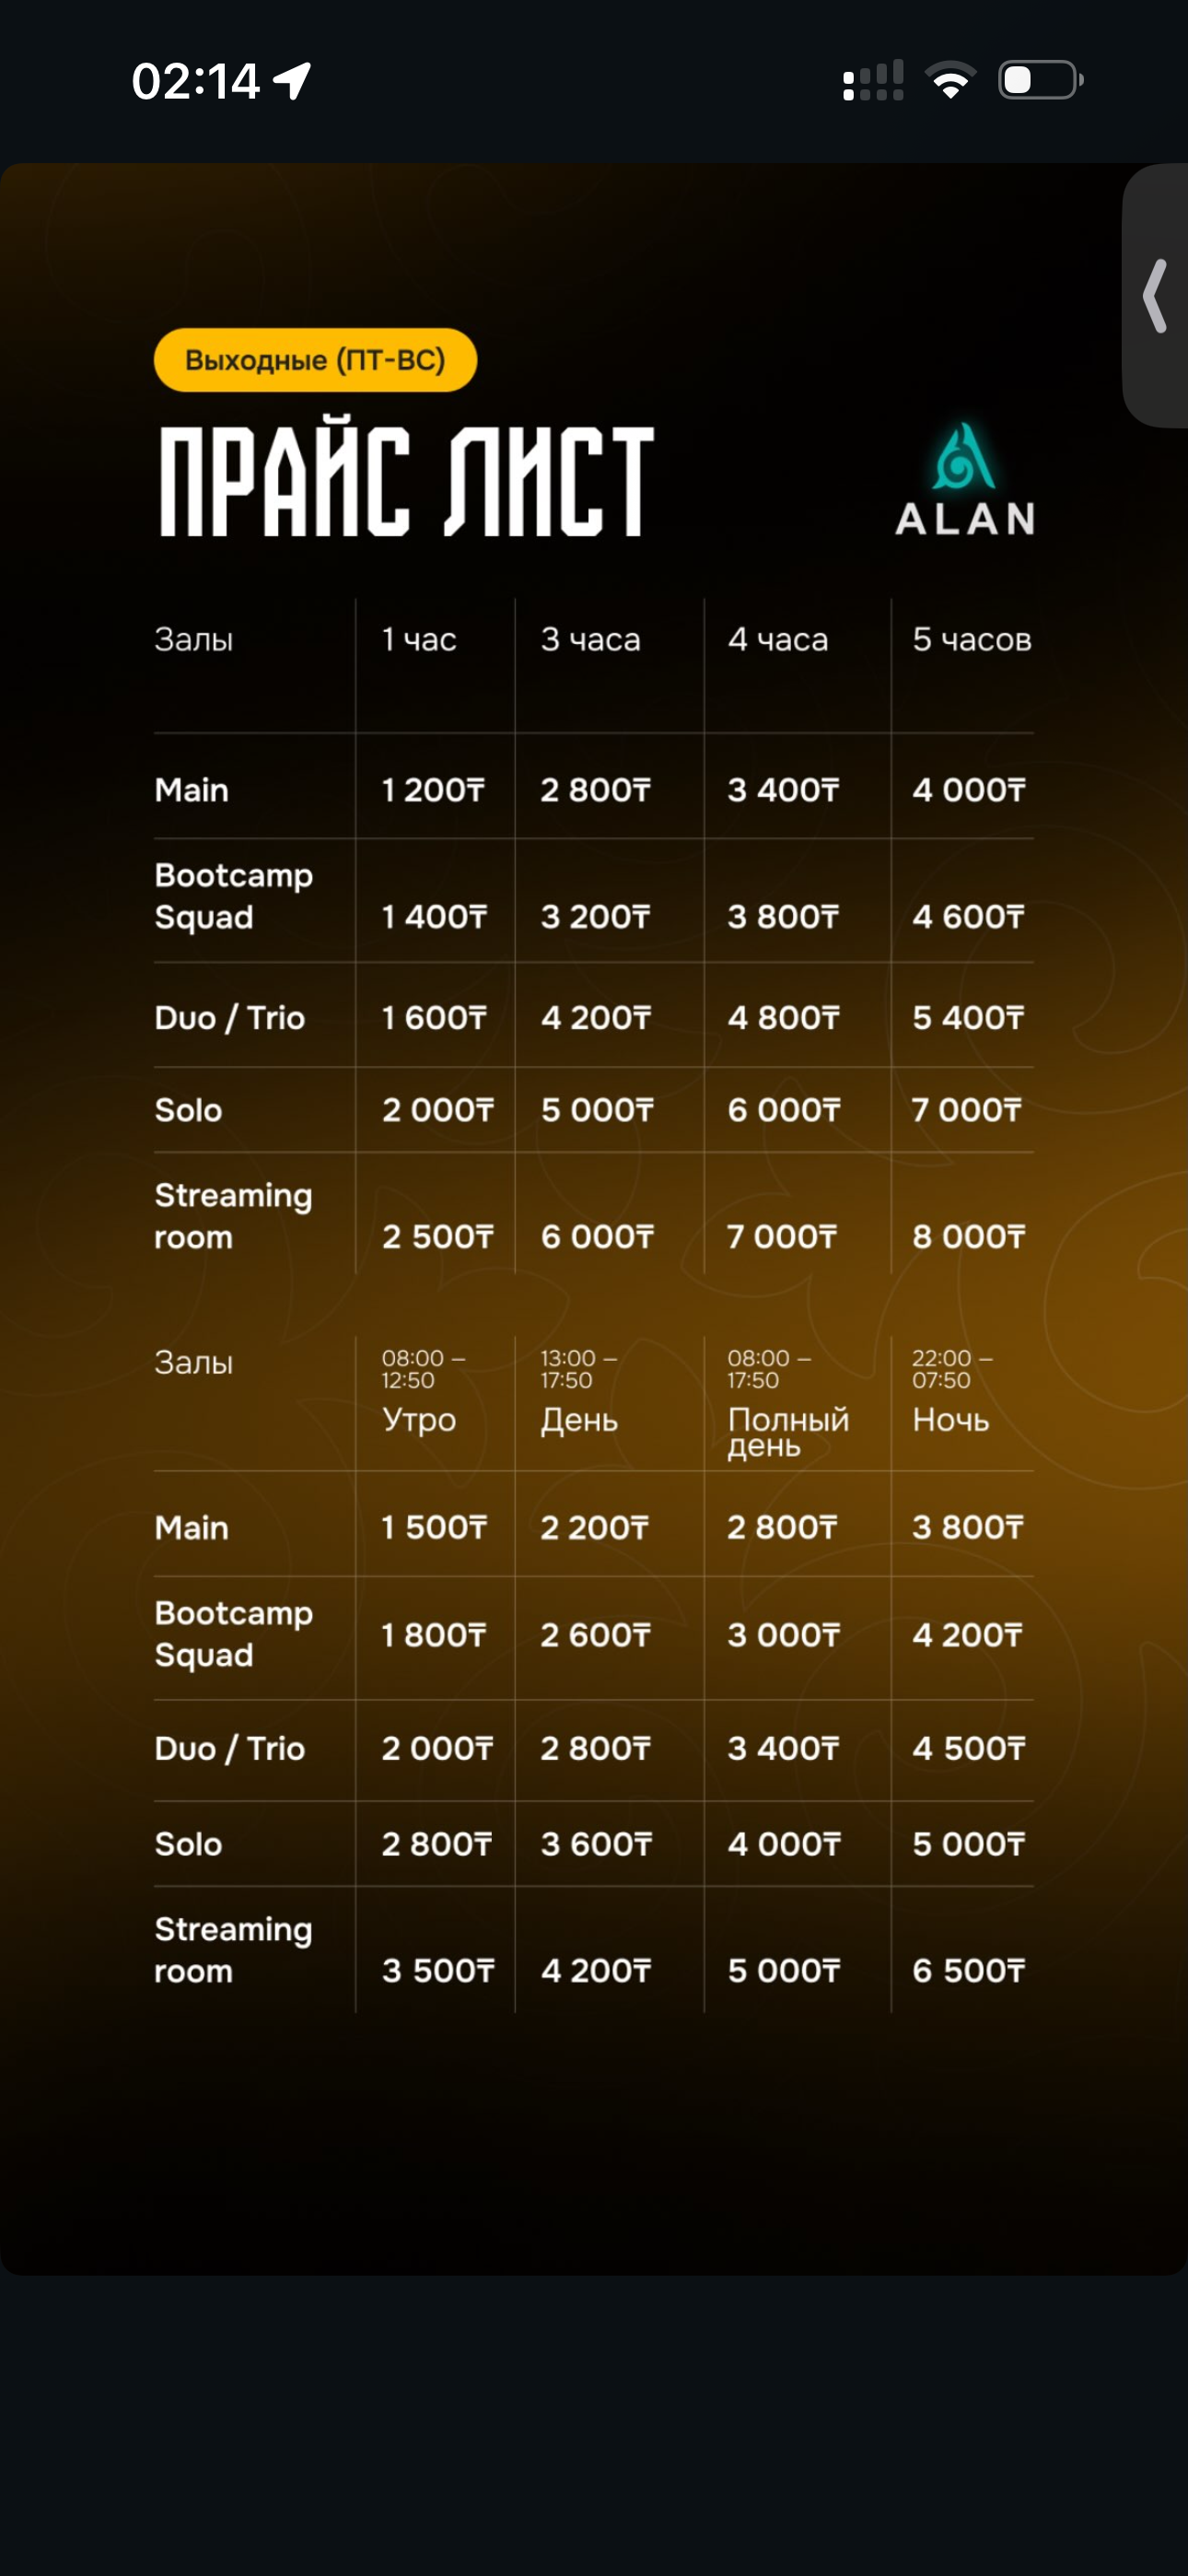 02:14
Выходные (ПТ-ВС)
ПРАЙС ЛИСТ
ALAN
Залы 1 час 3 часа 4 часа 5 часов
Main 1 200₸ 2 800₸ 3 400₸ 4 000₸
Bootcamp
Squad 1 400₸ 3 200₸ 3 800₸ 4 600₸
Duo / Trio 1 600₸ 4 200₸ 4 800₸ 5 400₸
Solo 2 000₸ 5 000₸ 6 000₸ 7 000₸
Streaming
room 2 500₸ 6 000₸ 7 000₸ 8 000₸
Залы 08:00 – 13:00 – 08:00 – 22:00 –
12:50 17:50 17:50 07:50
Утро День Полный Ночь
день
Main 1 500₸ 2 200₸ 2 800₸ 3 800₸
Bootcamp
Squad 1 800₸ 2 600₸ 3 000₸ 4 200₸
Duo / Trio 2 000₸ 2 800₸ 3 400₸ 4 500₸
Solo 2 800₸ 3 600₸ 4 000₸ 5 000₸
Streaming
room 3 500₸ 4 200₸ 5 000₸ 6 500₸